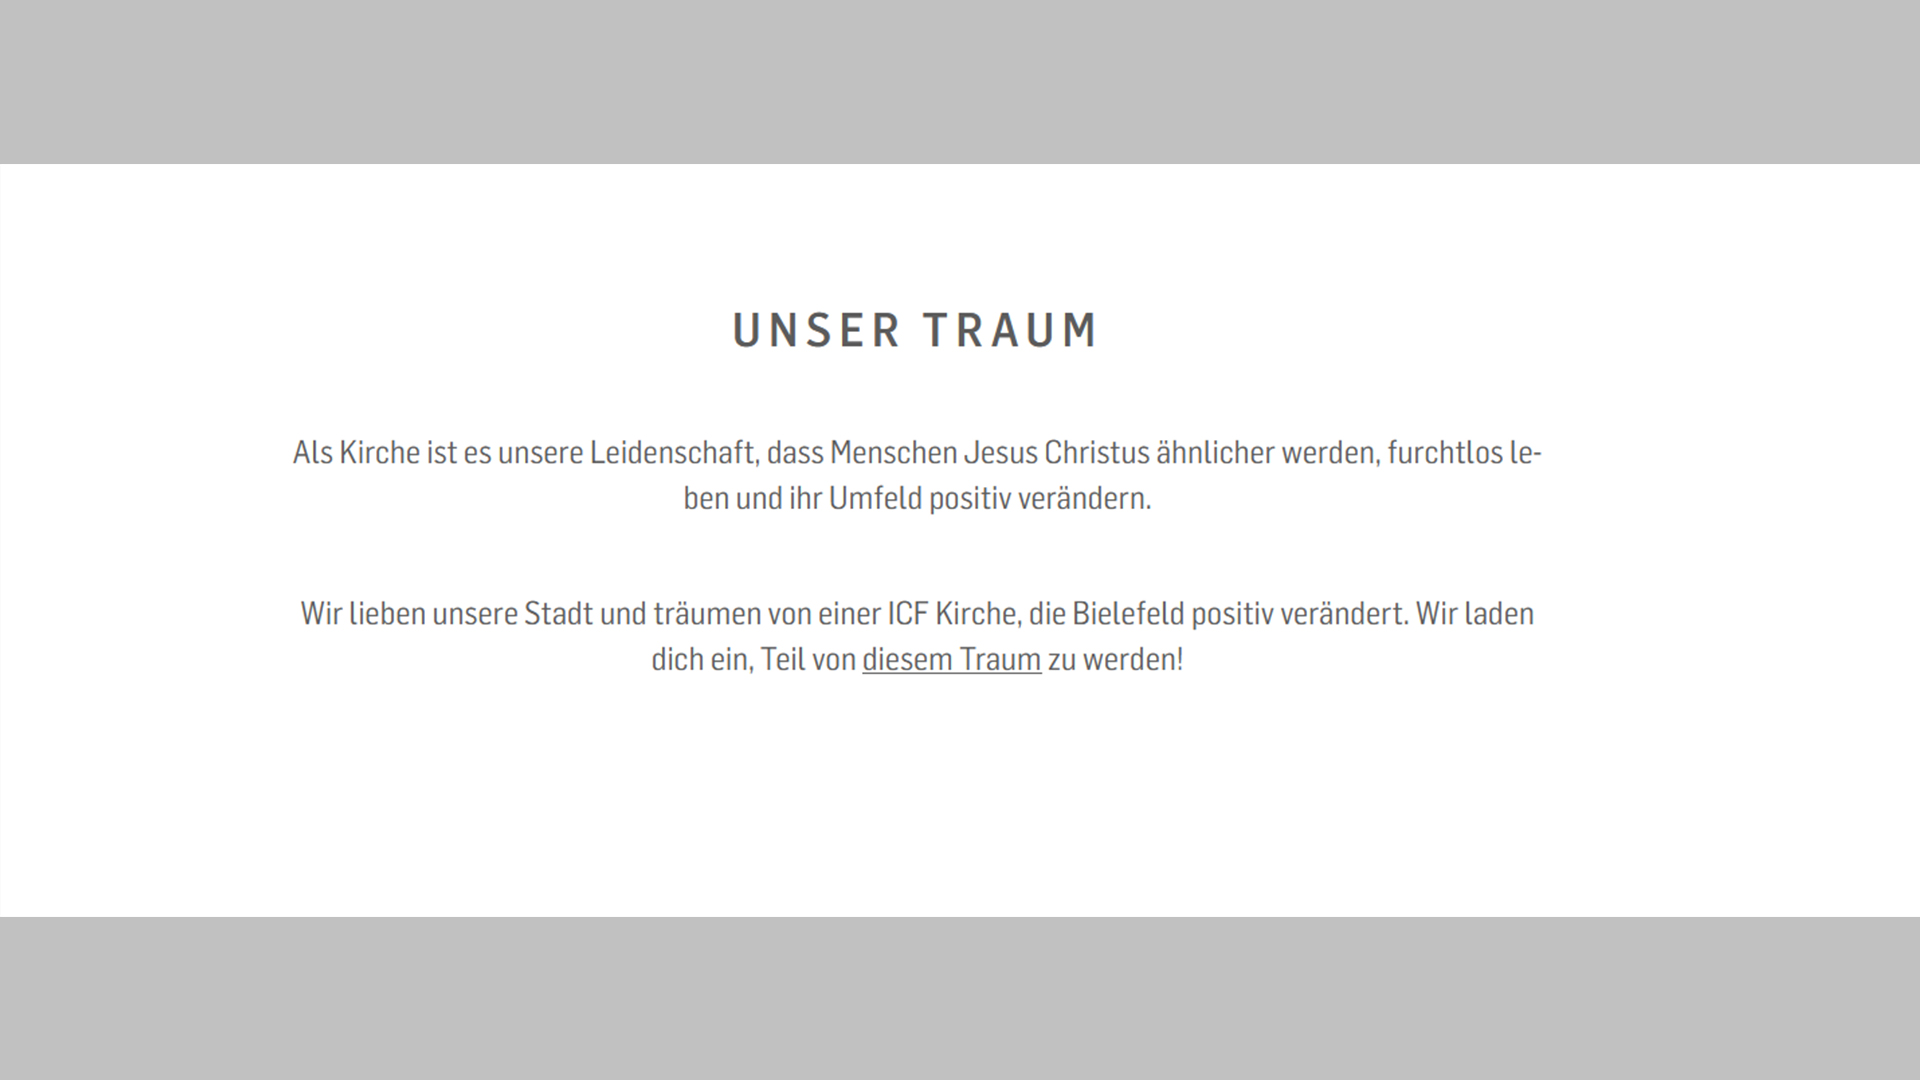 UNSER TRAUM
Als Kirche ist es unsere Leidenschaft, dass Menschen Jesus Christus ähnlicher werden, furchtlos le-
ben und ihr Umfeld positiv verändern.
Wir lieben unsere Stadt und träumen von einer ICF Kirche, die Bielefeld positiv verändert. Wir laden
dich ein, Teil von diesem Traum zu werden!